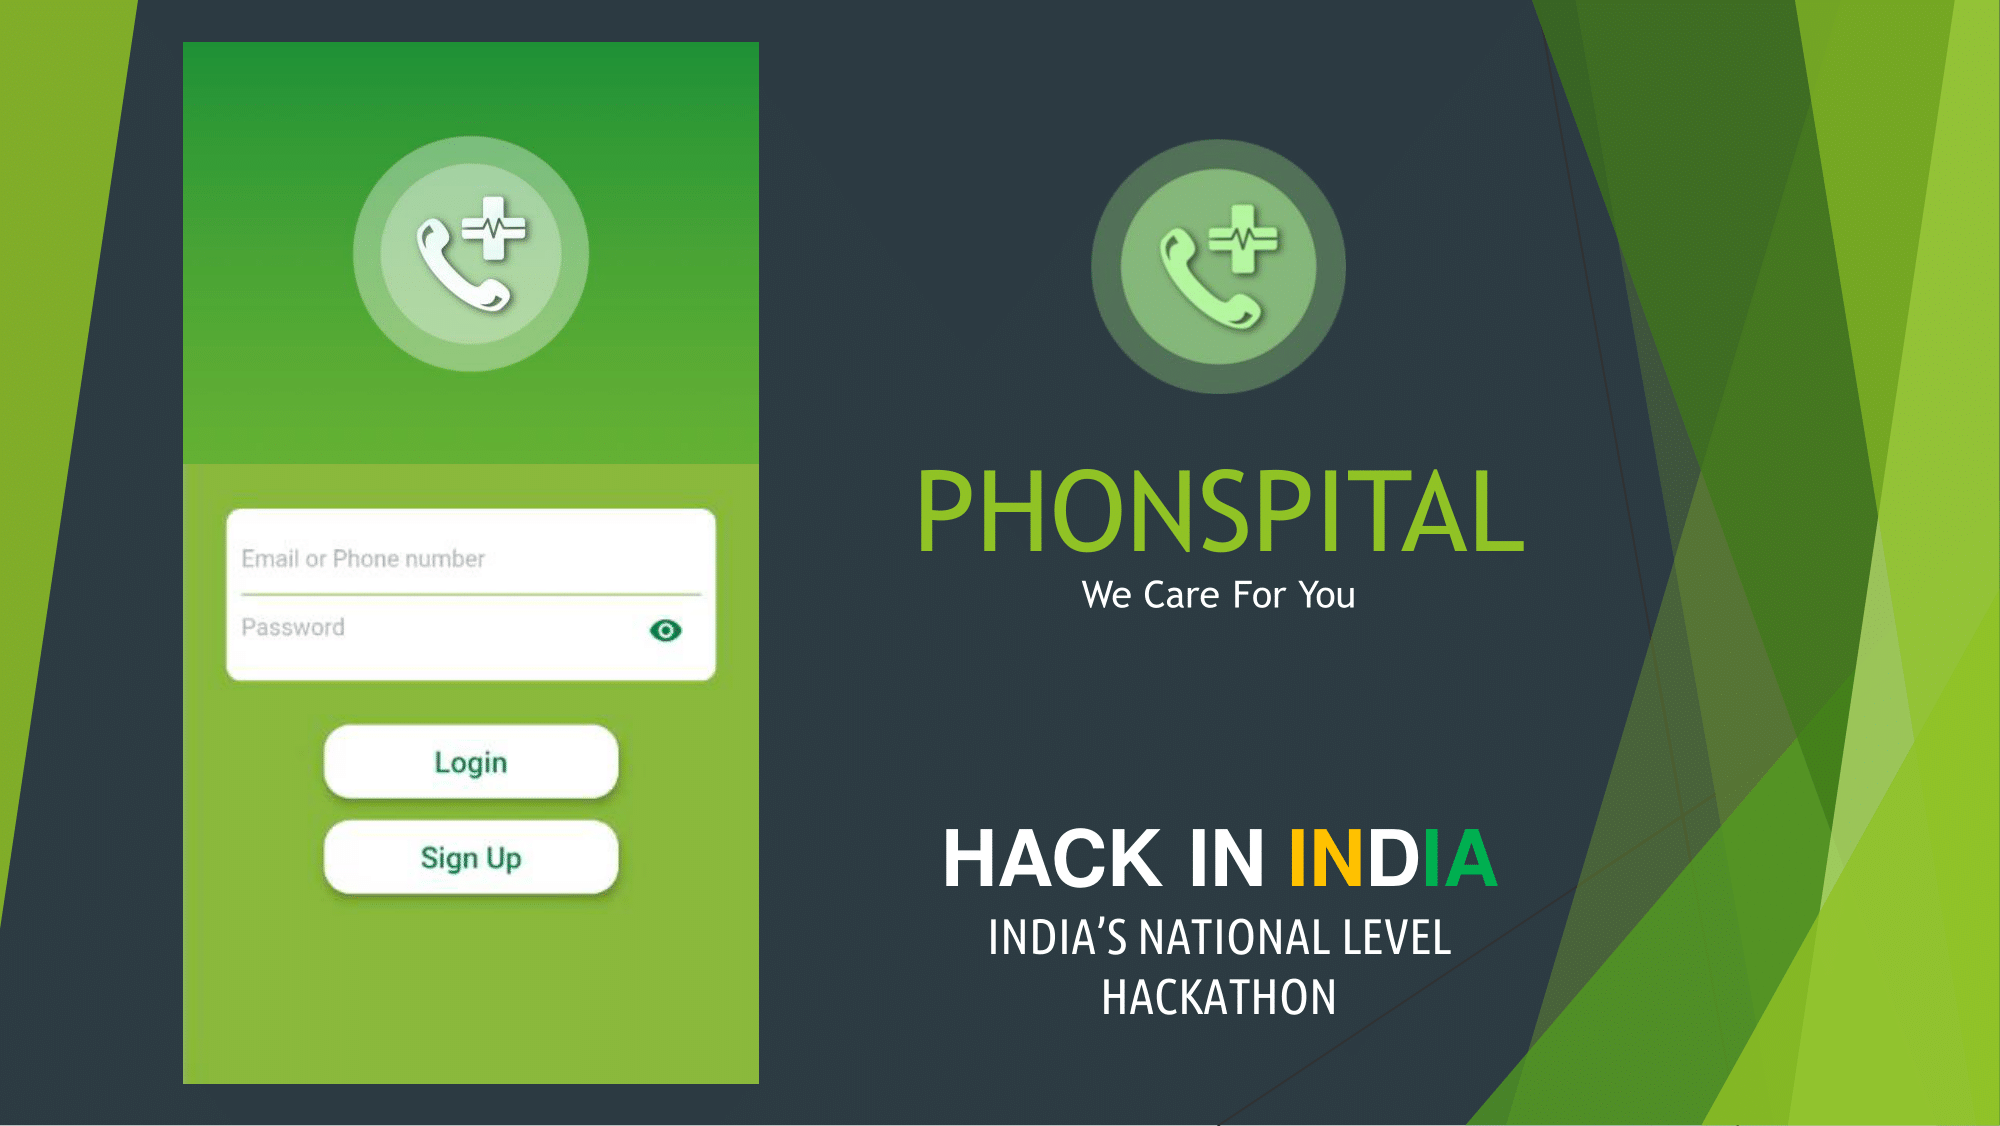 Email or Phone number
Password
Login
Sign Up
PHONSPITAL
We Care For You
HACK IN INDIA
INDIA’S NATIONAL LEVEL
HACKATHON